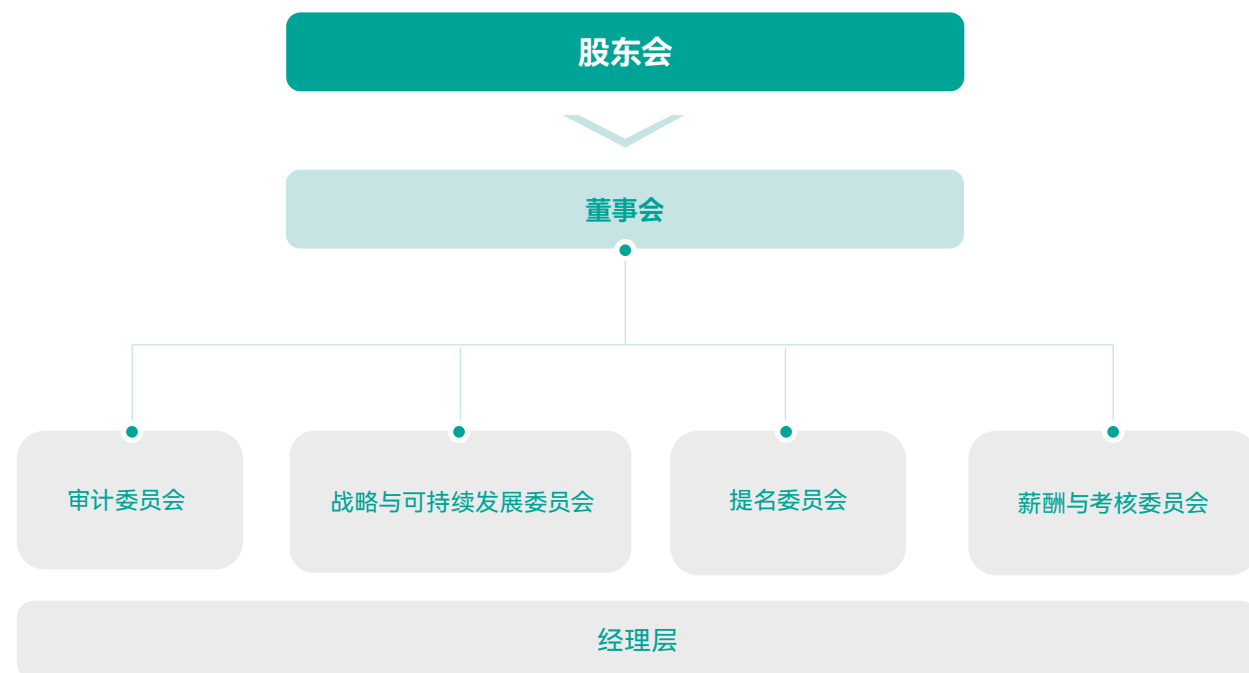 股东会
董事会
审计委员会
战略与可持续发展委员会
提名委员会
薪酬与考核委员会
经理层